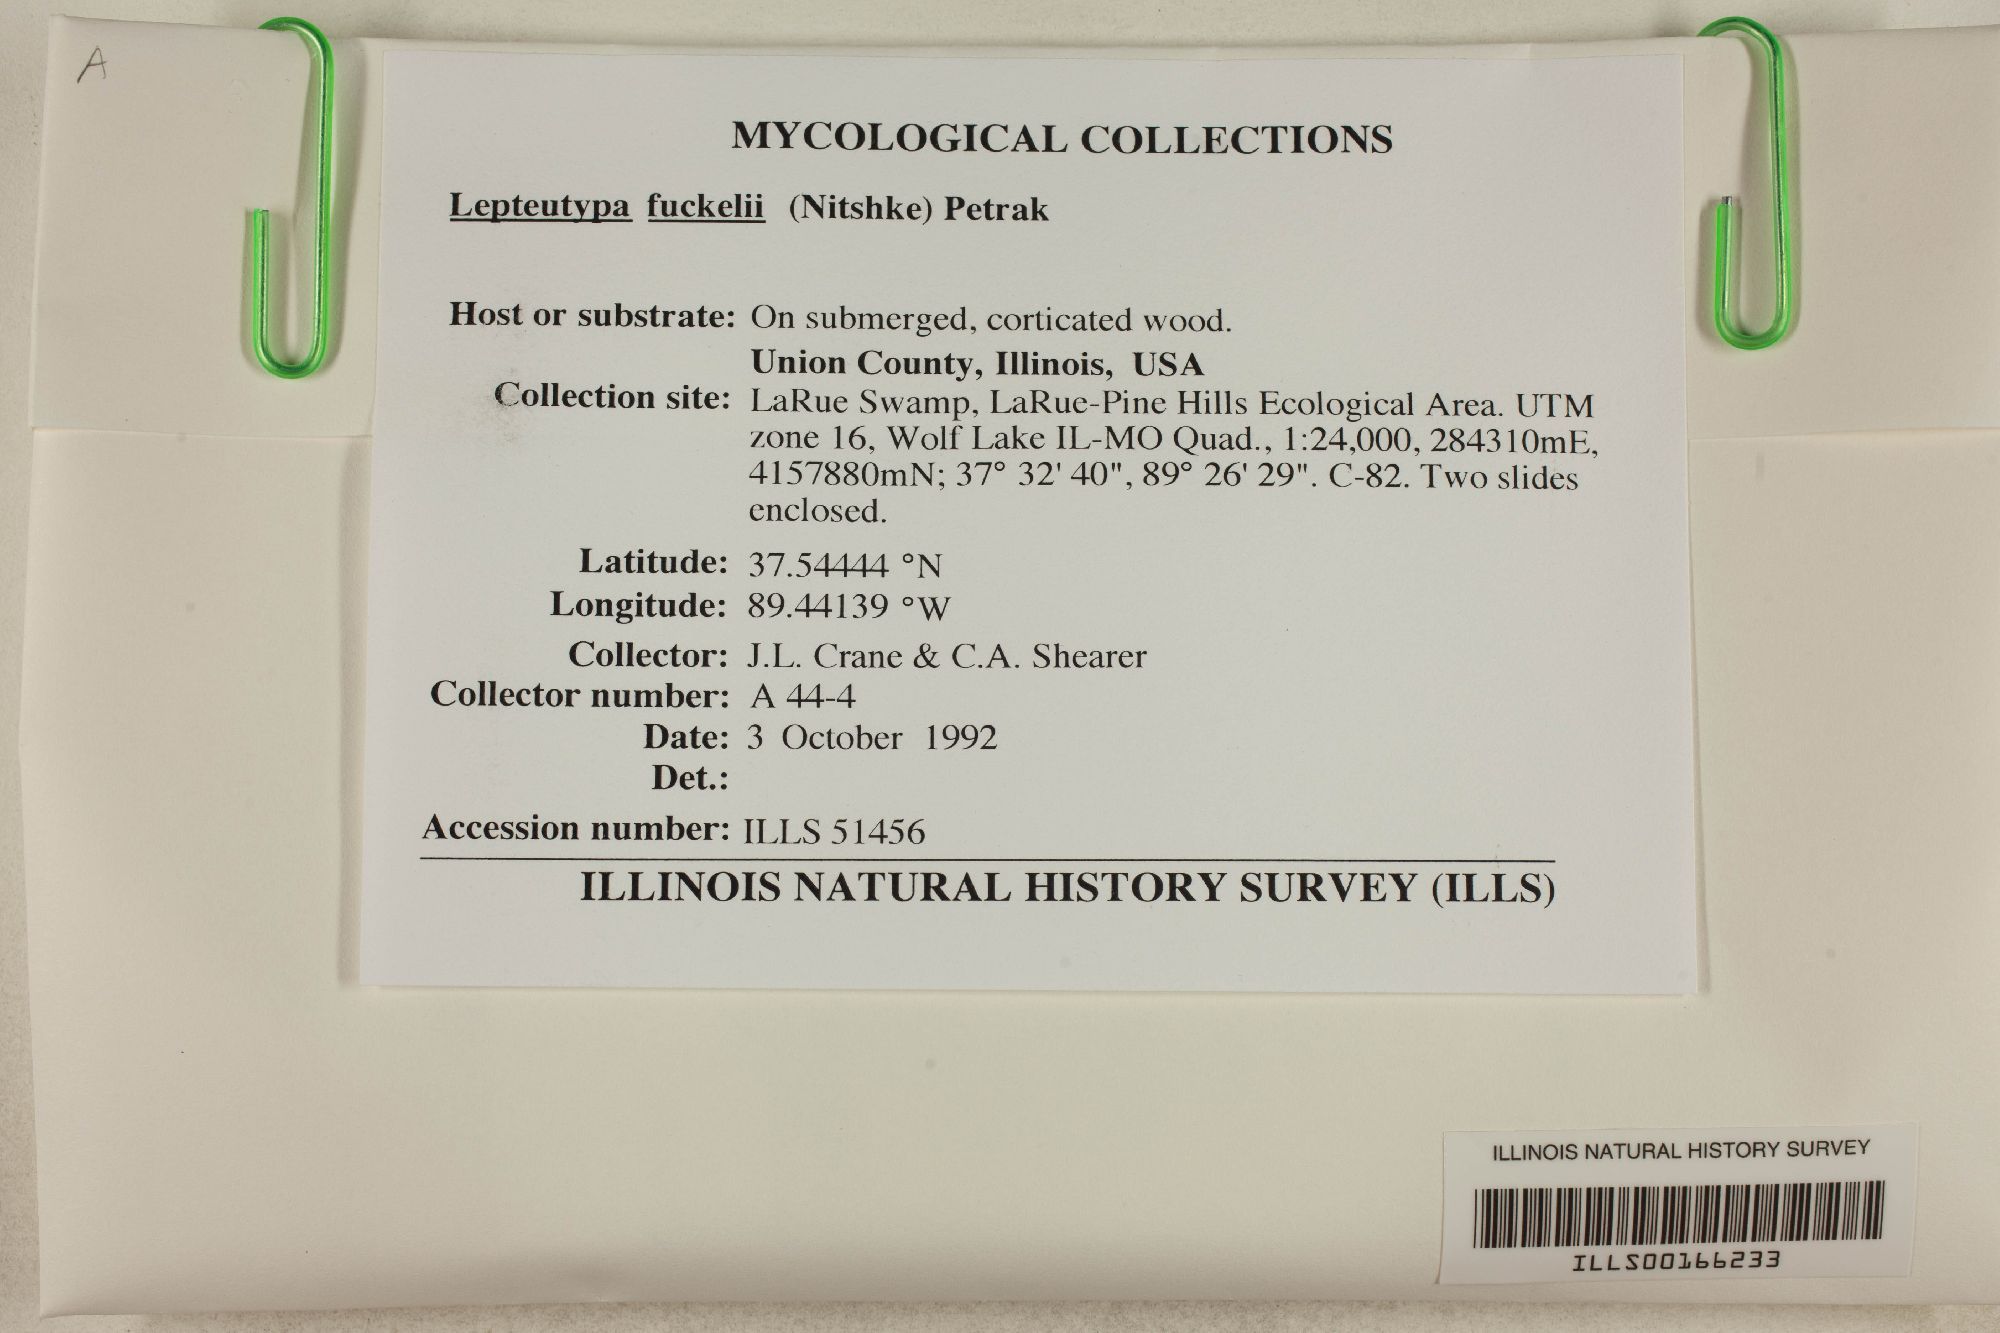 A
MYCOLOGICAL COLLECTIONS
Lepteutypa fuckelii (Nitshke) Petrak
Host or substrate: On submerged, corticated wood.
Union County, Illinois, USA
Collection site: LaRue Swamp, LaRue-Pine Hills Ecological Area. UTM
zone 16, Wolf Lake IL-MO Quad., 1:24,000, 284310mE,
4157880mN; 37° 32' 40", 89° 26' 29". C-82. Two slides
enclosed.
Latitude: 37.54444 °N
Longitude: 89.44139 °W
Collector: J.L. Crane & C.A. Shearer
Collector number: A 44-4
Date: 3 October 1992
Det.:
Accession number: ILLS 51456
ILLINOIS NATURAL HISTORY SURVEY (ILLS)
ILLINOIS NATURAL HISTORY SURVEY
ILLS00166233